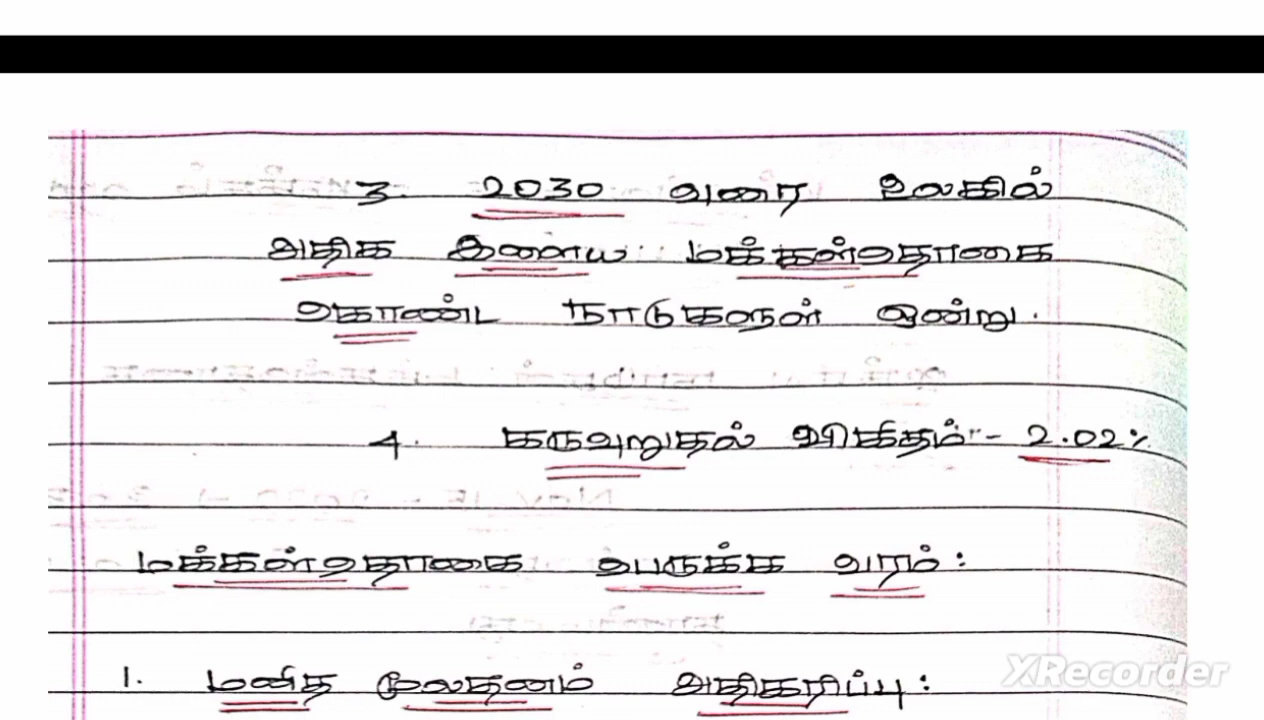 3. 2030 வரை உலகில்
அதிக இளைய மக்கள்தொகை
கொண்ட நாடுகளுள் ஒன்று.
4. கருவுறுதல் விகிதம் - 2.02%
மக்கள்தொகை பெருக்க வரம் :
1. மனித மூலதனம் அதிகரிப்பு :
XRecorder